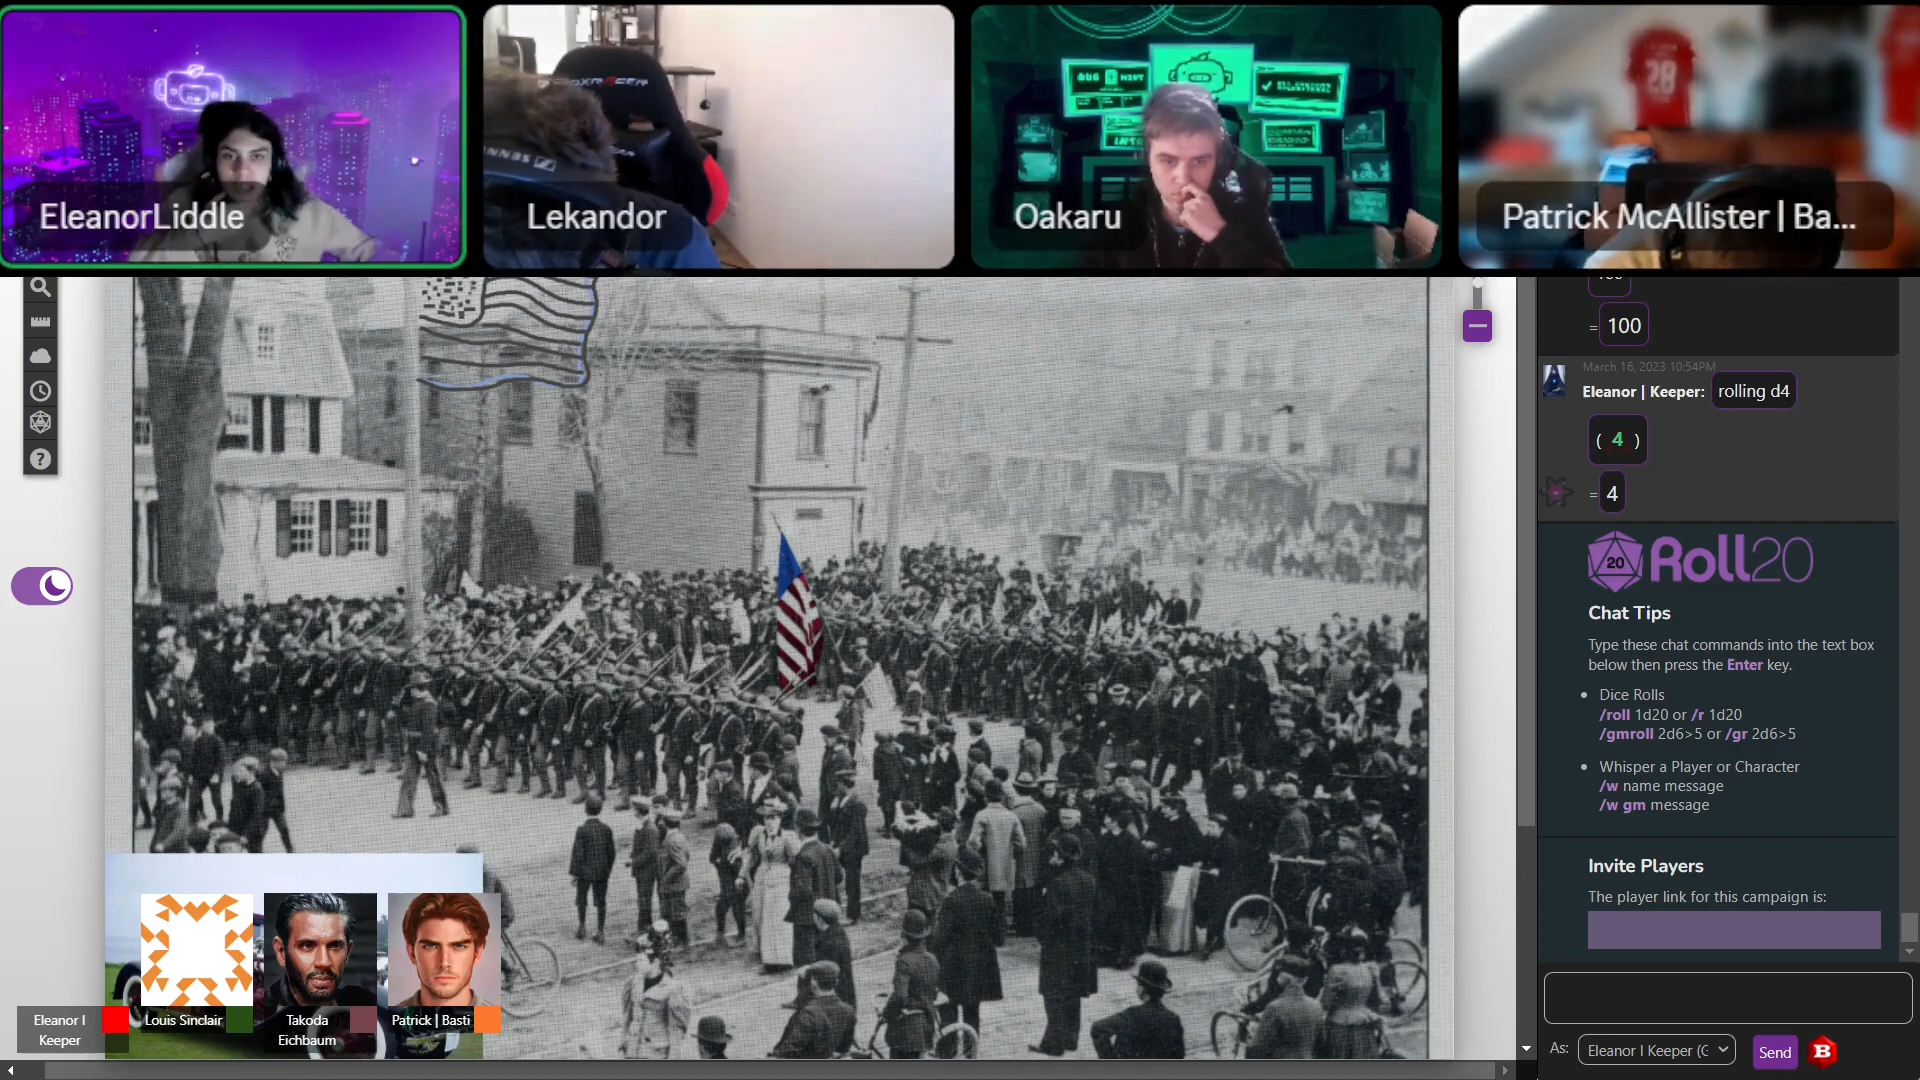 EleanorLiddle
Lekandor
Oakaru
Patrick McAllister | Ba...
28
= 100
March 16, 2023 10:54PM
Eleanor | Keeper: rolling d4
( 4 )
= 4
20 Roll20
Chat Tips
Type these chat commands into the text box
below then press the Enter key.
• Dice Rolls
/roll 1d20 or /r 1d20
/gmroll 2d6>5 or /gr 2d6>5
• Whisper a Player or Character
/w name message
/w gm message
Invite Players
The player link for this campaign is:
Eleanor |
Keeper
Louis Sinclair
Takoda
Eichbaum
Patrick | Basti
As: Eleanor | Keeper (G
Send
B